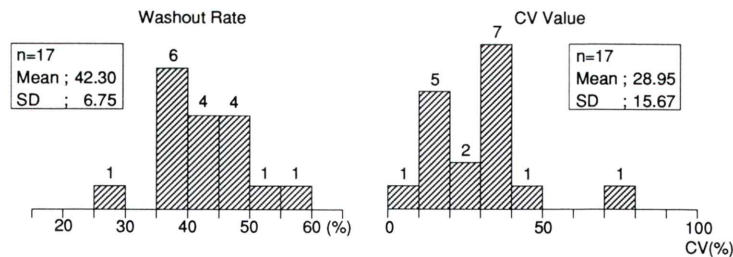 Washout Rate
n=17
Mean ; 42.30
SD ; 6.75
6
4 4
1
1 1
20 30 40 50 60 (%)
CV Value
n=17
Mean ; 28.95
SD ; 15.67
7
5
2
1
1
1
0 50 100
CV(%)